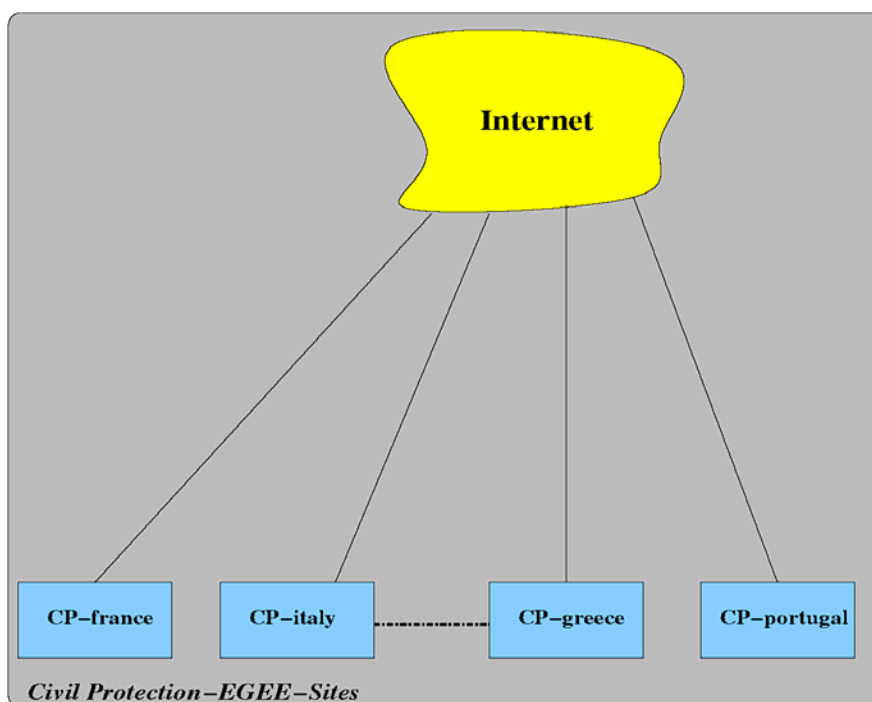 Internet
CP–france
CP–italy
CP–greece
CP–portugal
Civil Protection–EGEE–Sites